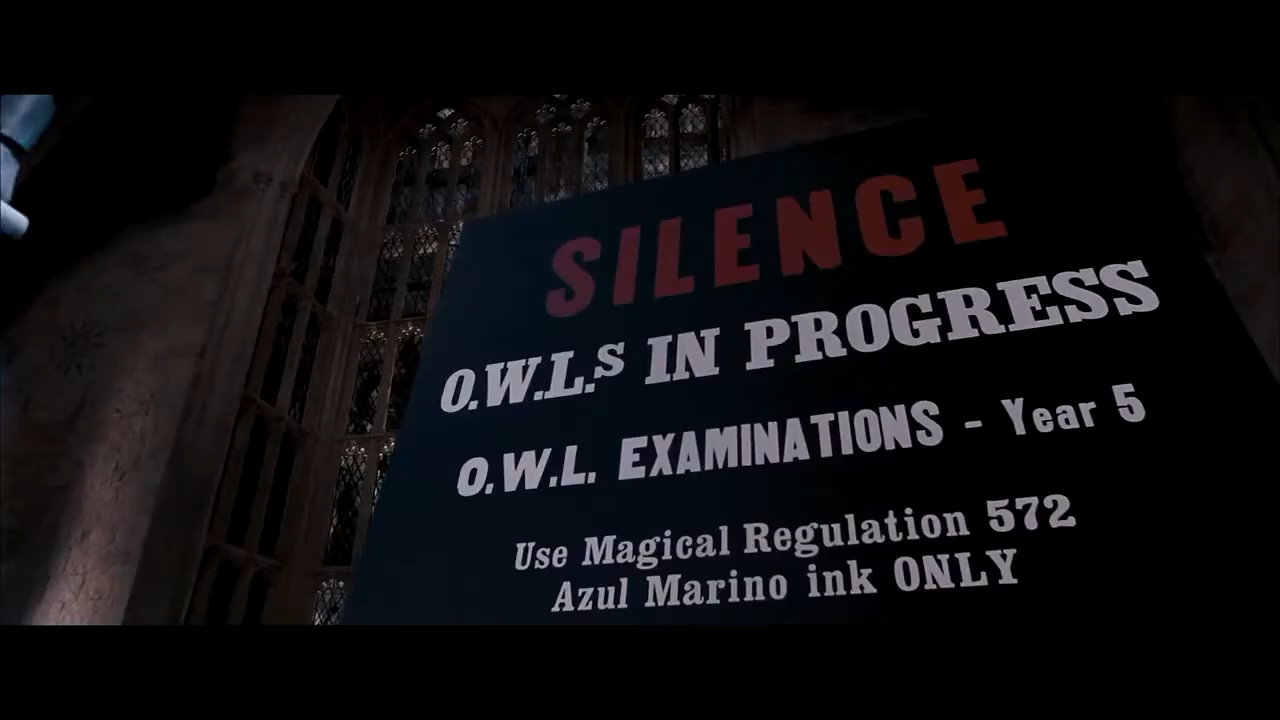 SILENCE
O.W.L.s IN PROGRESS
O.W.L. EXAMINATIONS - Year 5
Use Magical Regulation 572
Azul Marino ink ONLY